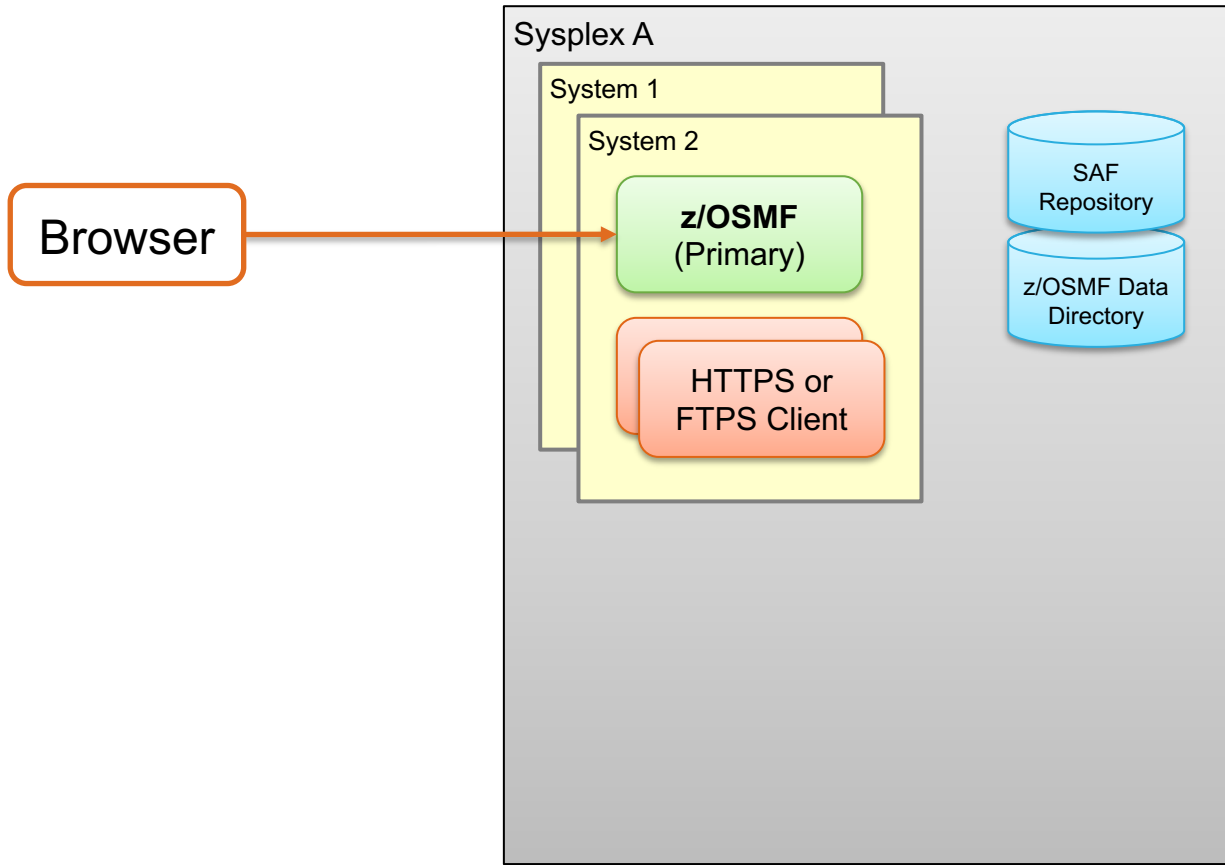 Sysplex A
System 1
System 2
Browser
z/OSMF
(Primary)
HTTPS or
FTPS Client
SAF
Repository
z/OSMF Data
Directory